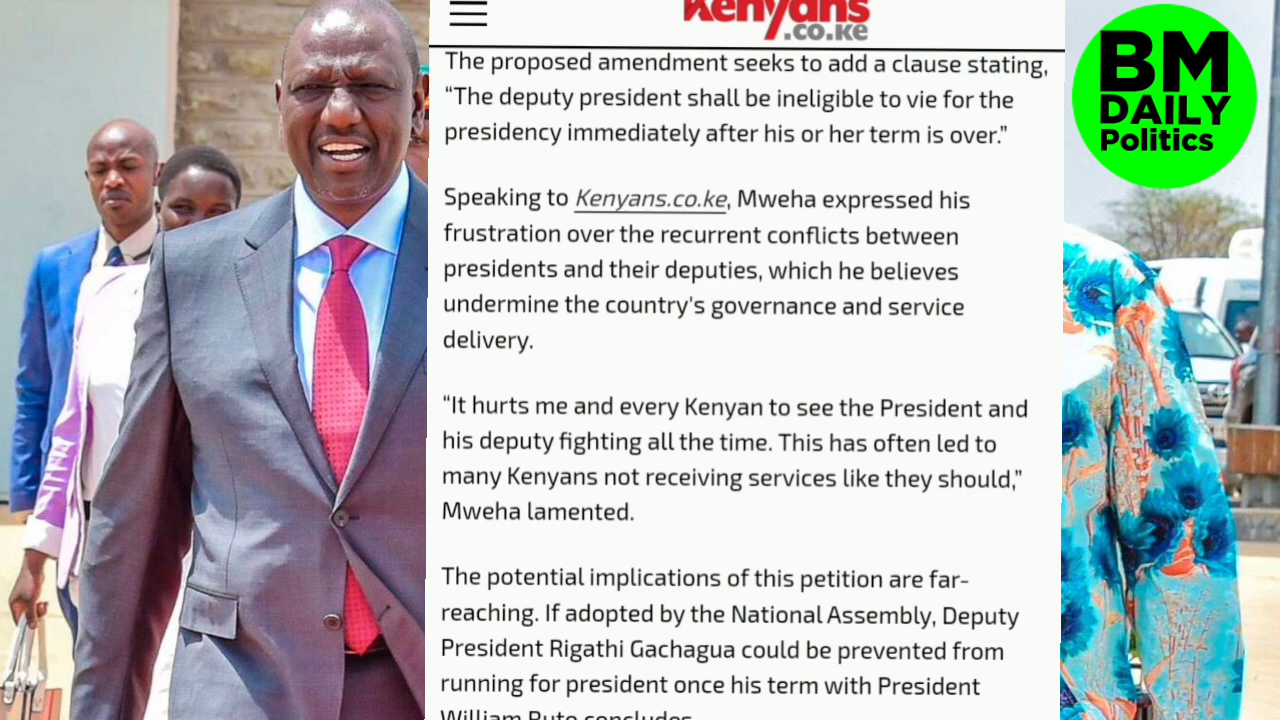 Kenyans
.co.ke
The proposed amendment seeks to add a clause stating,
“The deputy president shall be ineligible to vie for the
presidency immediately after his or her term is over.”
Speaking to Kenyans.co.ke, Mweha expressed his
frustration over the recurrent conflicts between
presidents and their deputies, which he believes
undermine the country's governance and service
delivery.
“It hurts me and every Kenyan to see the President and
his deputy fighting all the time. This has often led to
many Kenyans not receiving services like they should,”
Mweha lamented.
The potential implications of this petition are far-
reaching. If adopted by the National Assembly, Deputy
President Rigathi Gachagua could be prevented from
running for president once his term with President
William Ruto concludes.
BM
DAILY
Politics